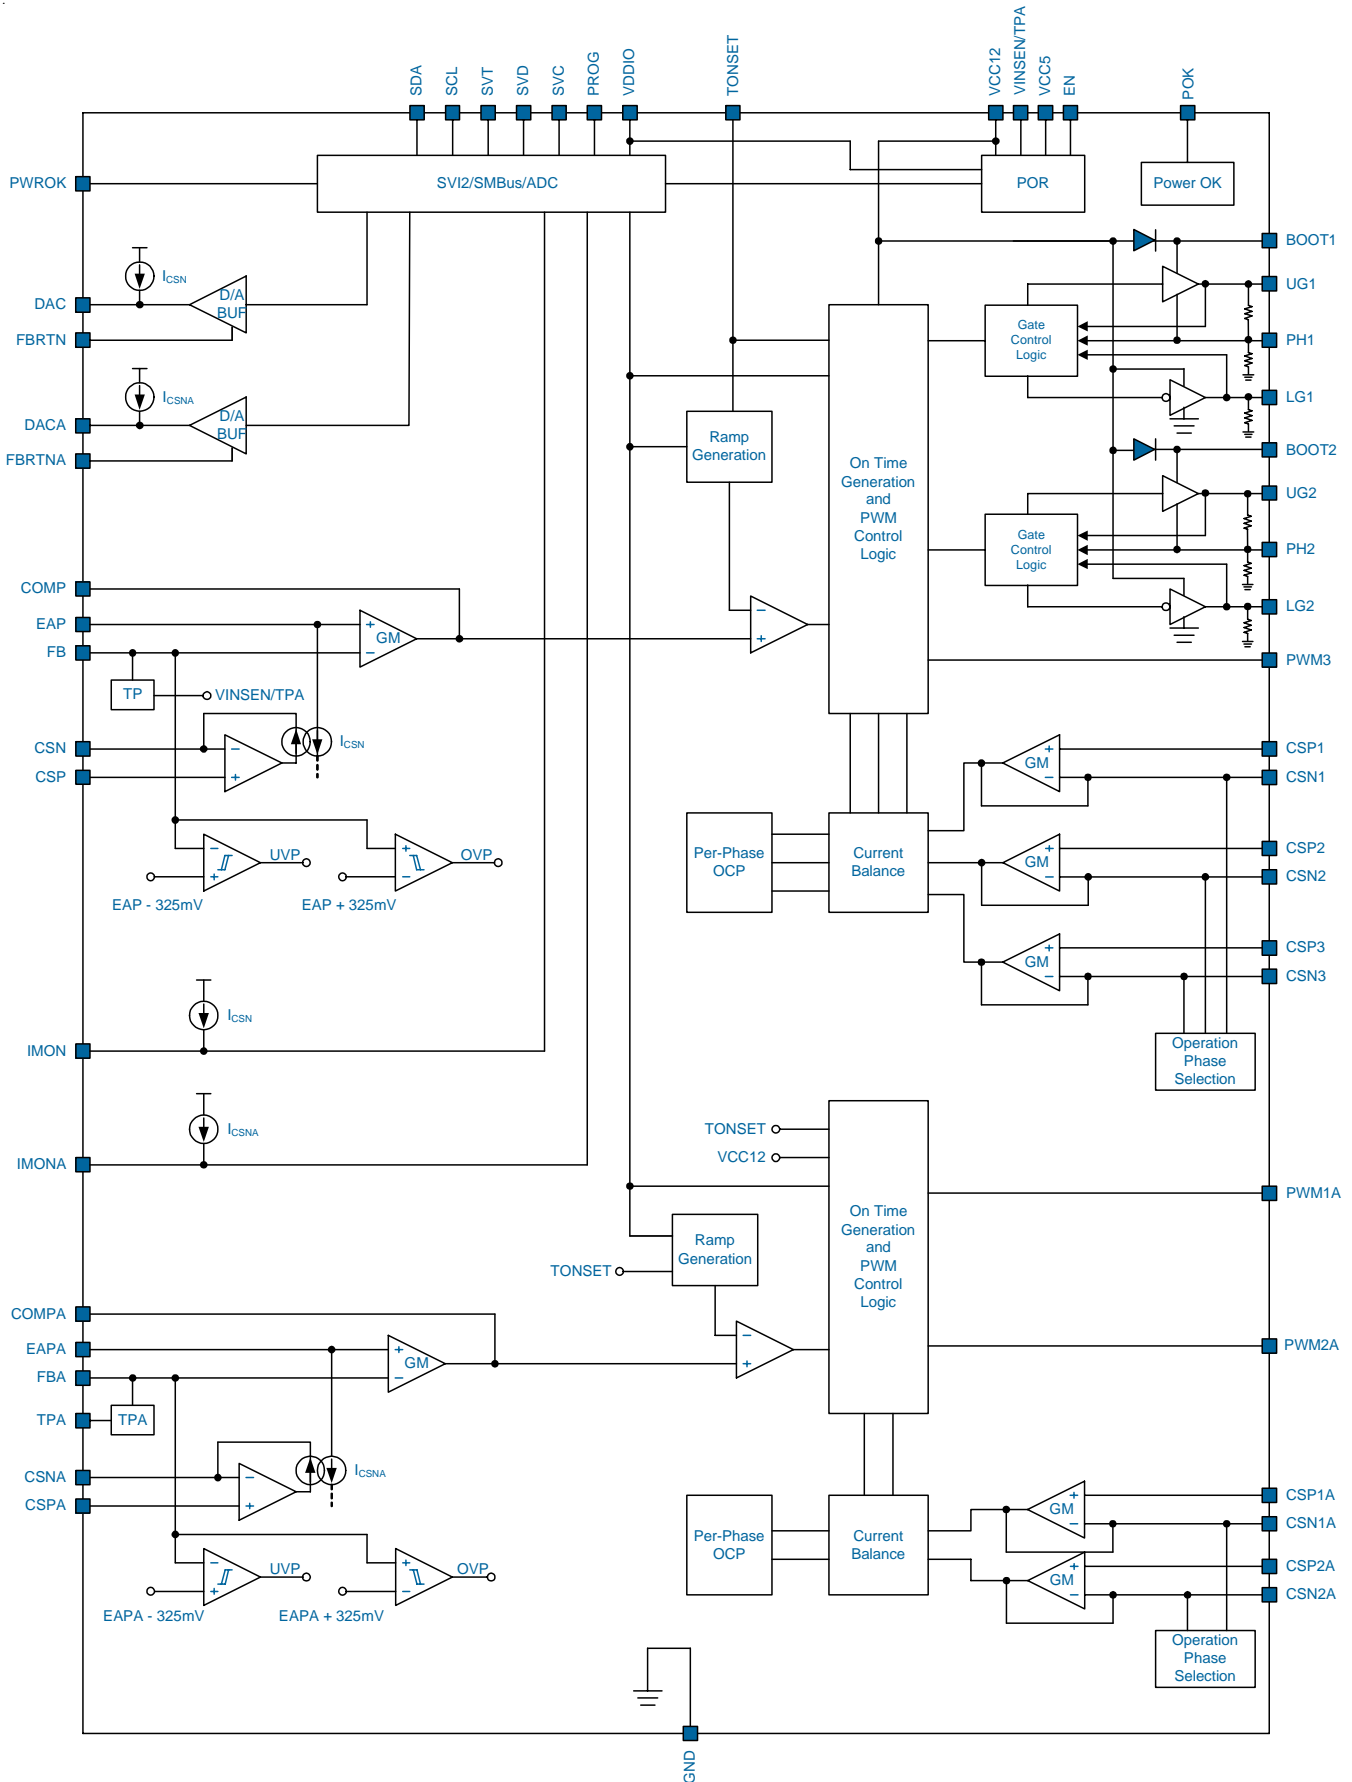 SDA
SCL
SVT
SVD
SVC
PROG
VDDIO
TONSET
VCC12
VINSEN/TPA
VCC5
EN
POK
PWROK
SVI2/SMBus/ADC
POR
Power OK
BOOT1
ICSN
D/A
BUF
DAC
UG1
FBRTN
Gate
Control
Logic
PH1
ICSNA
D/A
BUF
DACA
LG1
FBRTNA
Ramp
Generation
On Time
Generation
and
PWM
Control
Logic
BOOT2
UG2
Gate
Control
Logic
PH2
COMP
EAP
+
GM
−
−
+
LG2
FB
PWM3
TP
VINSEN/TPA
CSN
−
ICSN
CSP
+
+
GM
−
CSP1
CSN1
−
UVP
+
EAP - 325mV
+
OVP
−
EAP + 325mV
Per-Phase
OCP
Current
Balance
+
GM
−
CSP2
CSN2
+
GM
−
CSP3
CSN3
ICSN
IMON
Operation
Phase
Selection
ICSNA
IMONA
TONSET
VCC12
On Time
Generation
and
PWM
Control
Logic
PWM1A
Ramp
Generation
TONSET
COMPA
EAPA
+
GM
−
−
+
PWM2A
FBA
TPA
TPA
CSNA
−
ICSNA
CSPA
+
+
GM
−
CSP1A
CSN1A
−
UVP
+
EAPA - 325mV
+
OVP
−
EAPA + 325mV
Per-Phase
OCP
Current
Balance
+
GM
−
CSP2A
CSN2A
Operation
Phase
Selection
GND